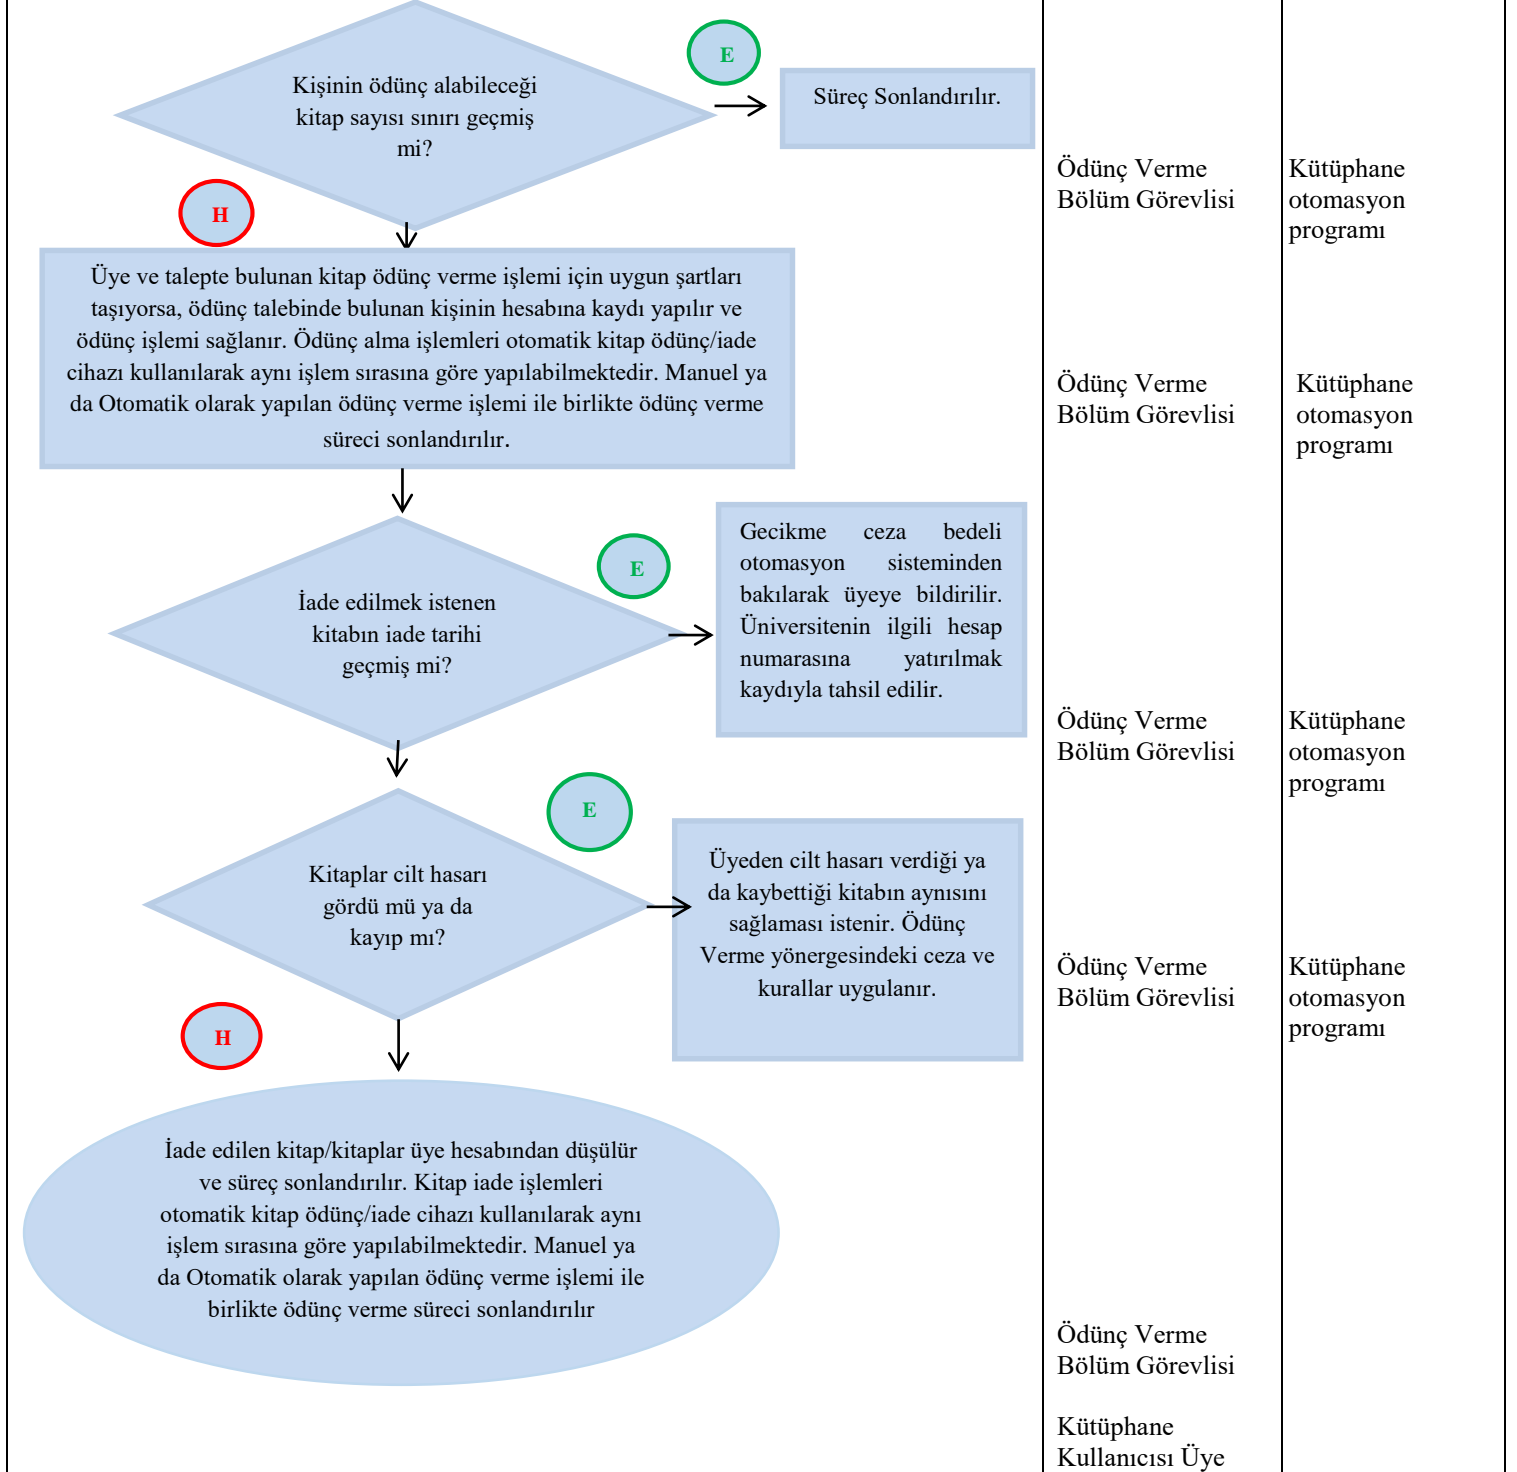 E
Kişinin ödünç alabileceği
kitap sayısı sınırı geçmiş
mi?
Süreç Sonlandırılır.
Ödünç Verme
Bölüm Görevlisi
Kütüphane
otomasyon
programı
H
Üye ve talepte bulunan kitap ödünç verme işlemi için uygun şartları
taşıyorsa, ödünç talebinde bulunan kişinin hesabına kaydı yapılır ve
ödünç işlemi sağlanır. Ödünç alma işlemleri otomatik kitap ödünç/iade
cihazı kullanılarak aynı işlem sırasına göre yapılabilmektedir. Manuel ya
da Otomatik olarak yapılan ödünç verme işlemi ile birlikte ödünç verme
süreci sonlandırılır.
Ödünç Verme
Bölüm Görevlisi
Kütüphane
otomasyon
programı
E
İade edilmek istenen
kitabın iade tarihi
geçmiş mi?
Gecikme ceza bedeli
otomasyon sisteminden
bakılarak üyeye bildirilir.
Üniversitenin ilgili hesap
numarasına yatırılmak
kaydıyla tahsil edilir.
Ödünç Verme
Bölüm Görevlisi
Kütüphane
otomasyon
programı
E
Kitaplar cilt hasarı
gördü mü ya da
kayıp mı?
Üyeden cilt hasarı verdiği ya
da kaybettiği kitabın aynısını
sağlaması istenir. Ödünç
Verme yönergesindeki ceza ve
kurallar uygulanır.
Ödünç Verme
Bölüm Görevlisi
Kütüphane
otomasyon
programı
H
İade edilen kitap/kitaplar üye hesabından düşülür
ve süreç sonlandırılır. Kitap iade işlemleri
otomatik kitap ödünç/iade cihazı kullanılarak aynı
işlem sırasına göre yapılabilmektedir. Manuel ya
da Otomatik olarak yapılan ödünç verme işlemi ile
birlikte ödünç verme süreci sonlandırılır
Ödünç Verme
Bölüm Görevlisi
Kütüphane
Kullanıcısı Üye